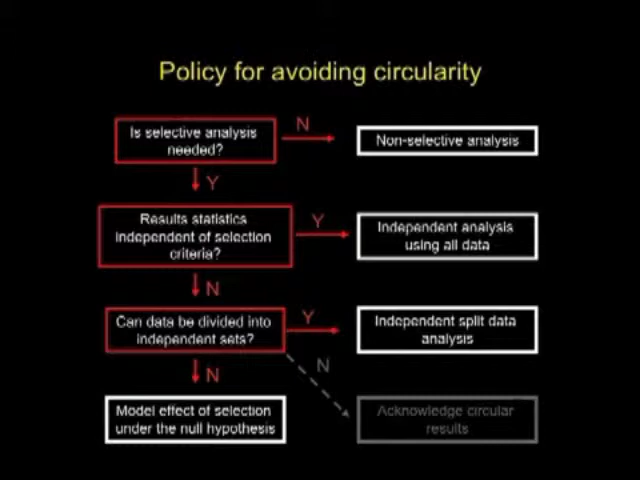 Policy for avoiding circularity
Is selective analysis
needed?
N
Non-selective analysis
Y
Results statistics
independent of selection
criteria?
Y
Independent analysis
using all data
N
Can data be divided into
independent sets?
Y
Independent split data
analysis
N
N
Model effect of selection
under the null hypothesis
Acknowledge circular
results